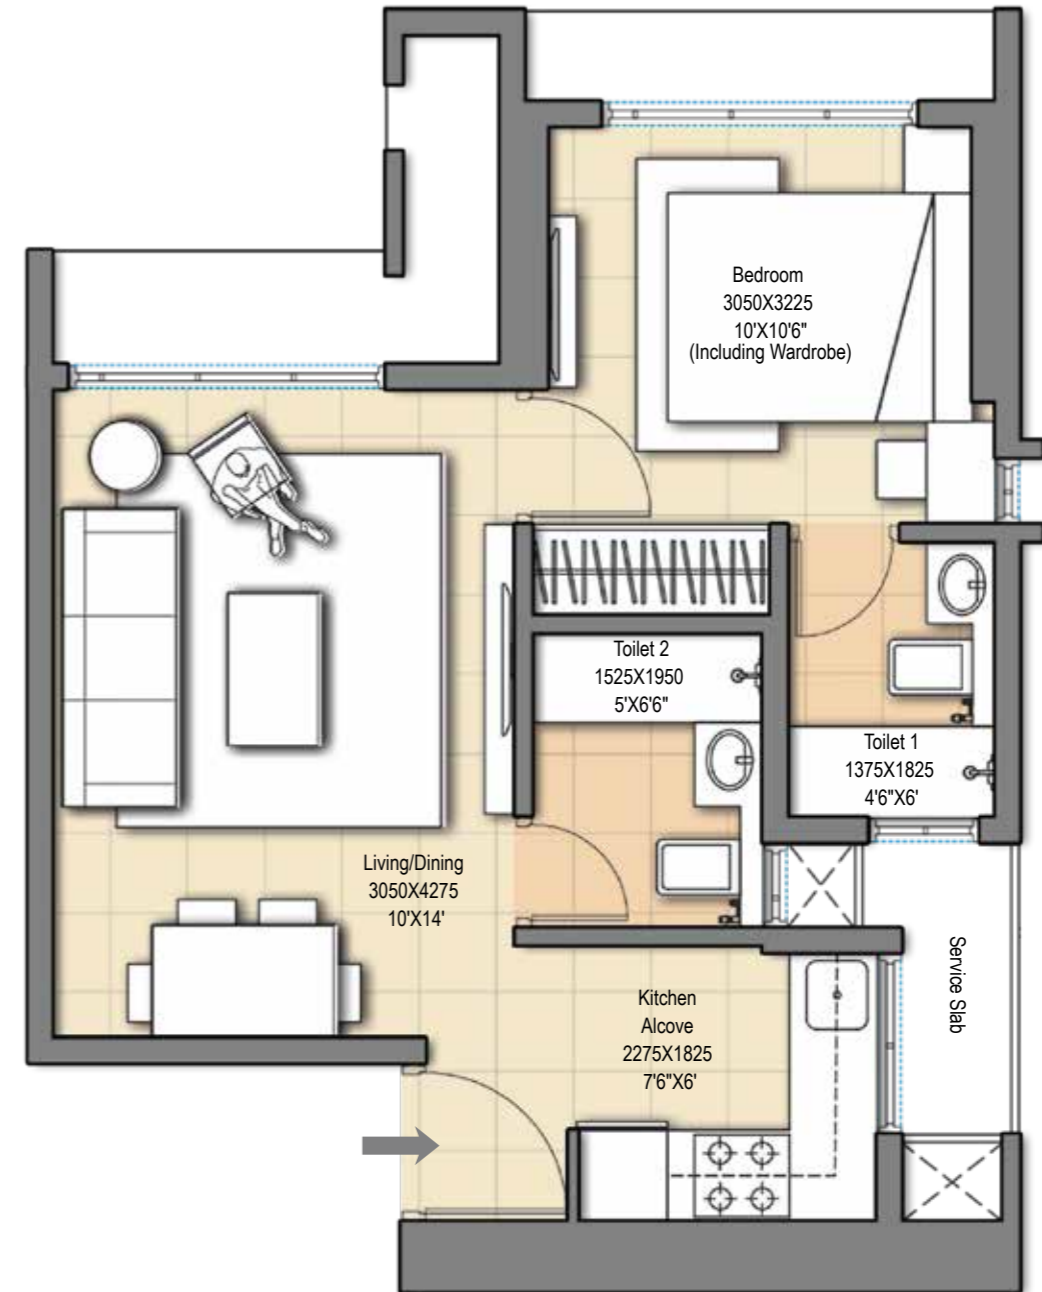 Bedroom
3050X3225
10'X10'6"
(Including Wardrobe)
Toilet 2
1525X1950
5'X6'6"
Toilet 1
1375X1825
4'6"X6'
Living/Dining
3050X4275
10'X14'
Service Slab
Kitchen
Alcove
2275X1825
7'6"X6'